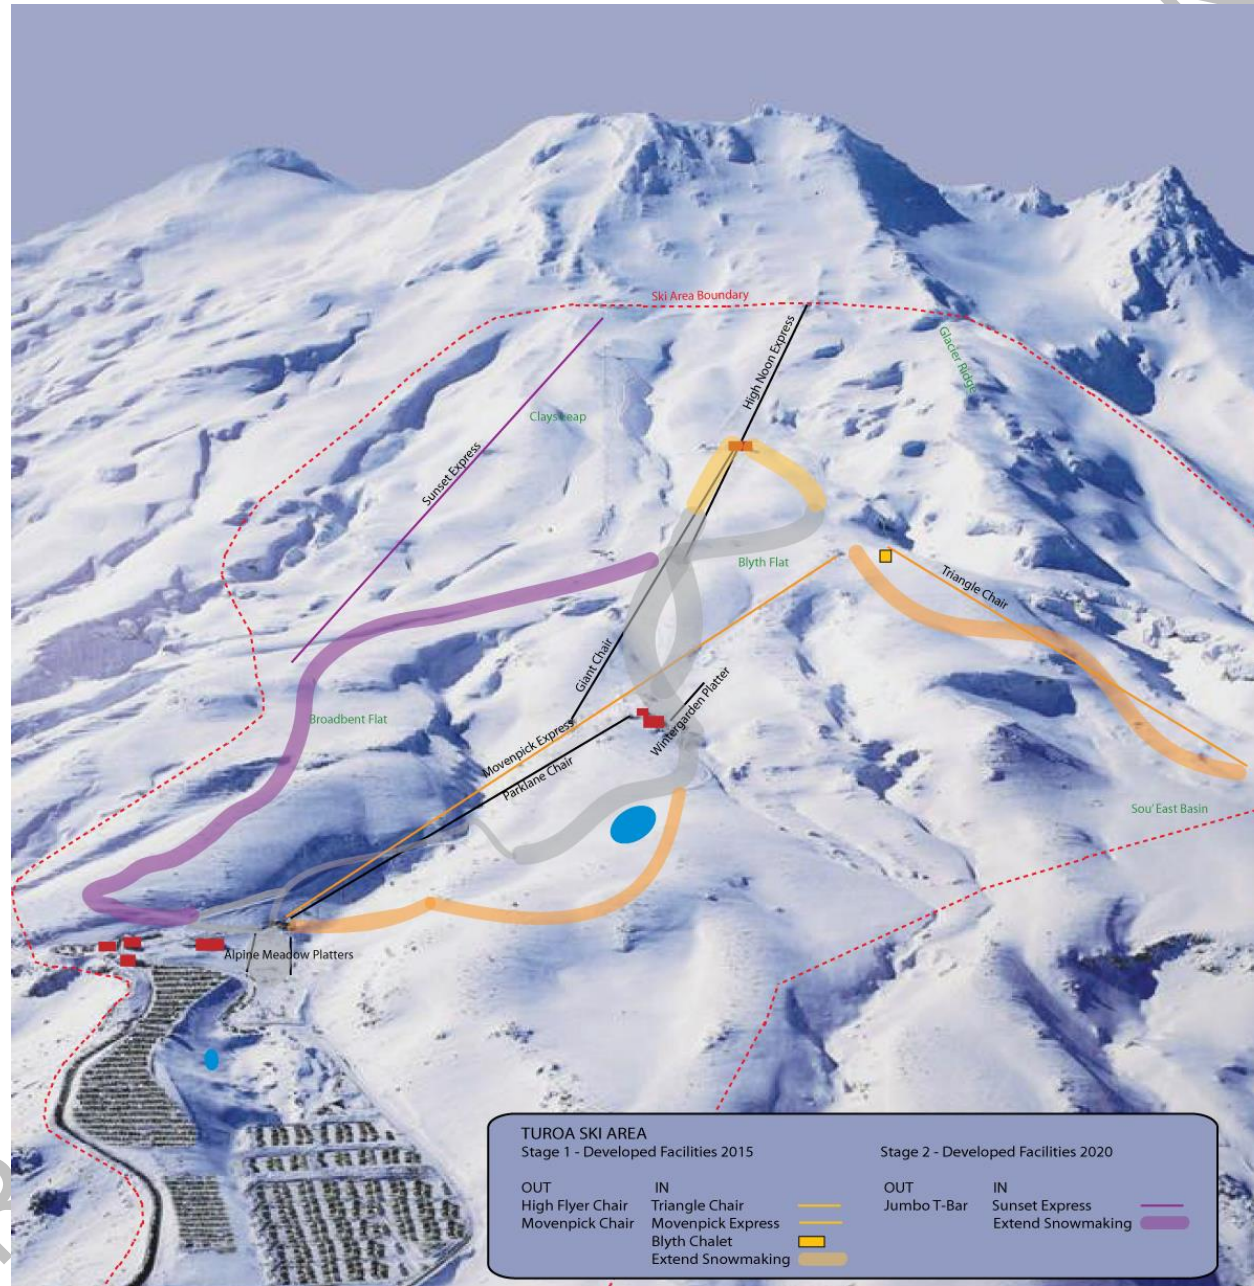 Ski Area Boundary
High Noon Express
Glacier Ridge
Clays Leap
Sunset Express
Blyth Flat
Triangle Chair
Giant Chair
Wintergarden Platter
Broadbent Flat
Movenpick Express
Parklane Chair
Sou' East Basin
Alpine Meadow Platters
TUROA SKI AREA
Stage 1 - Developed Facilities 2015
Stage 2 - Developed Facilities 2020
OUT IN OUT IN
High Flyer Chair Triangle Chair Jumbo T-Bar Sunset Express
Movenpick Chair Movenpick Express Extend Snowmaking
Blyth Chalet
Extend Snowmaking